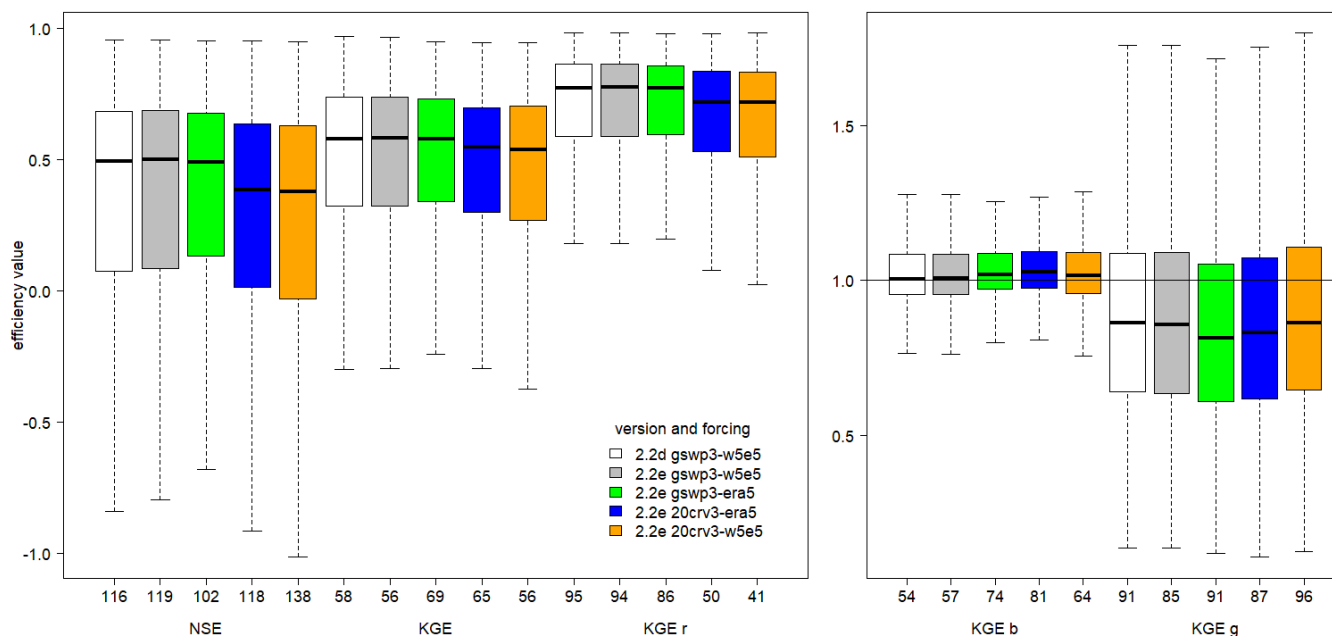 efficiency value
1.0
0.5
0.0
-0.5
-1.0
version and forcing
2.2d gswp3-w5e5
2.2e gswp3-w5e5
2.2e gswp3-era5
2.2e 20crv3-era5
2.2e 20crv3-w5e5
116 119 102 118 138 58 56 69 65 56 95 94 86 50 41
NSE KGE KGE r
1.5
1.0
0.5
54 57 74 81 64 91 85 91 87 96
KGE b KGE g